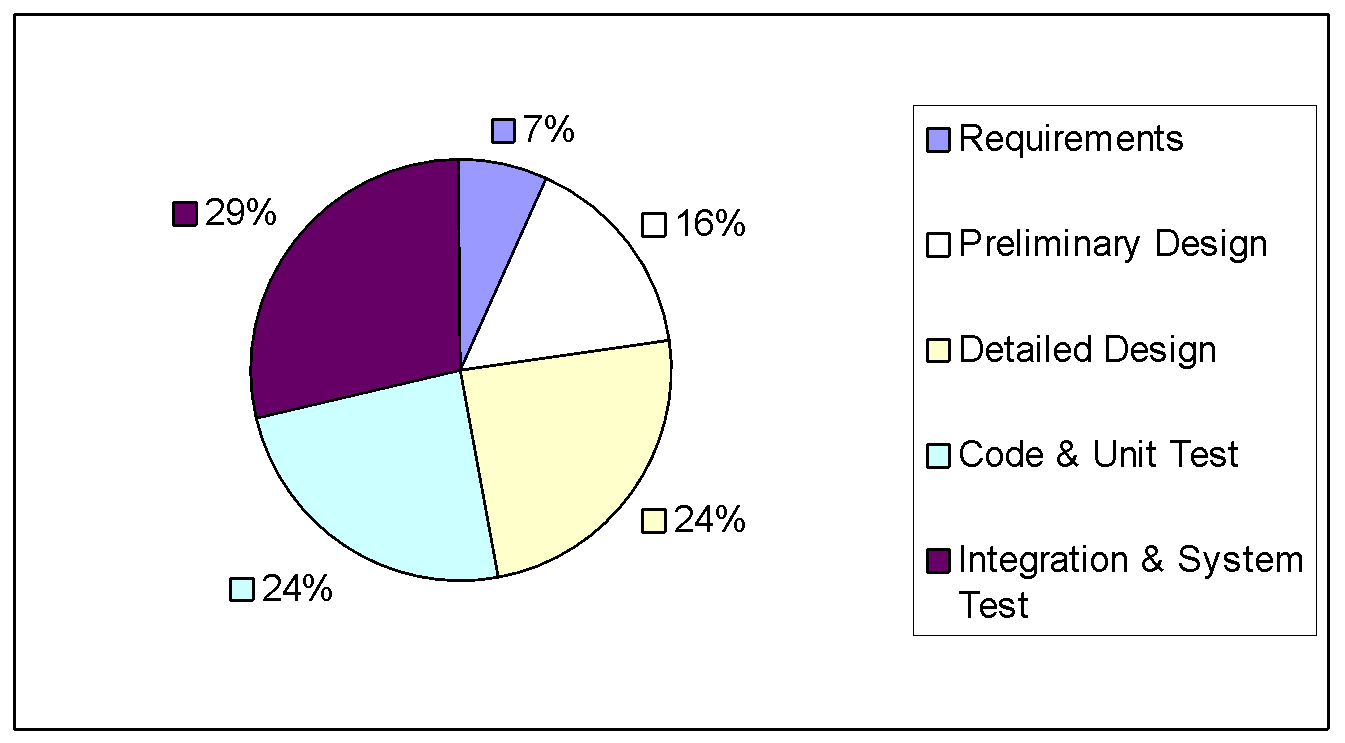 7%
29%
16%
24%
24%
Requirements
Preliminary Design
Detailed Design
Code & Unit Test
Integration & System
Test